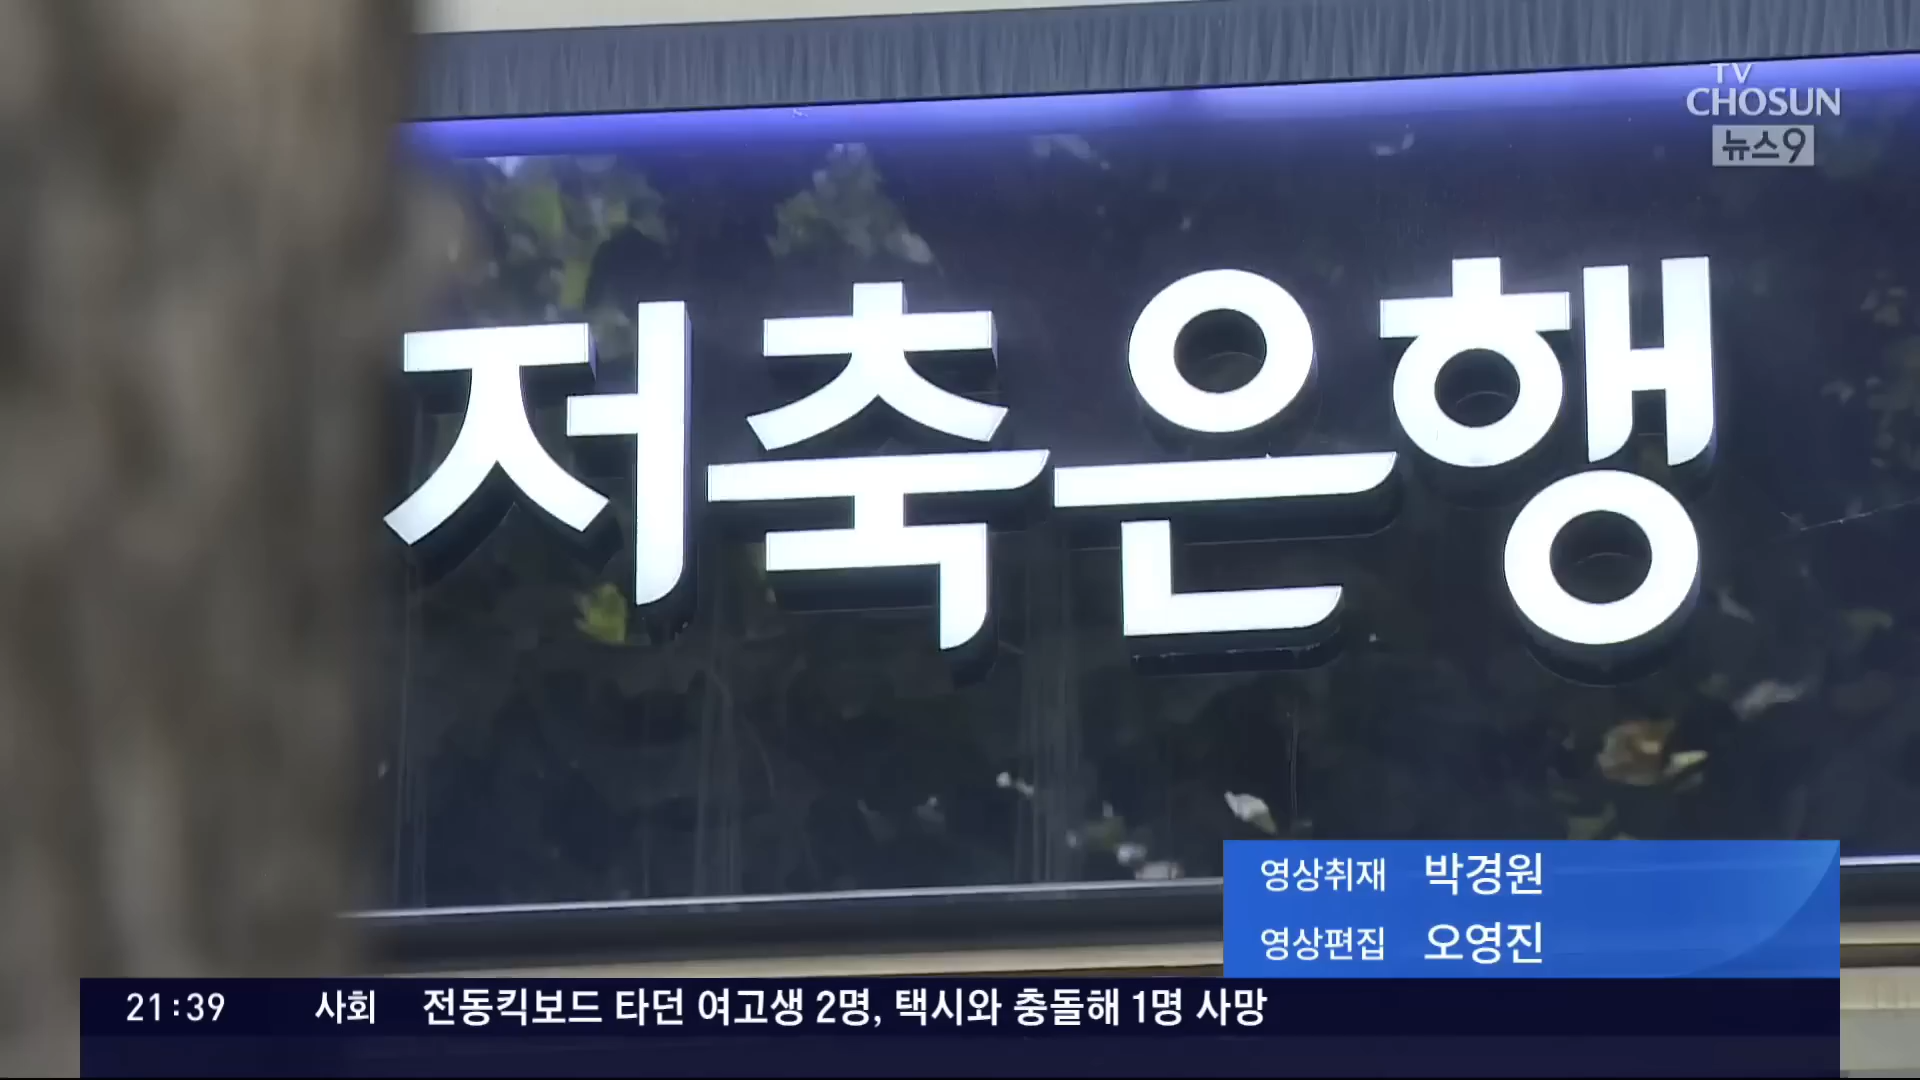 TV
CHOSUN
뉴스9
저축은행
영상취재 박경원
영상편집 오영진
21:39 사회 전동킥보드 타던 여고생 2명, 택시와 충돌해 1명 사망